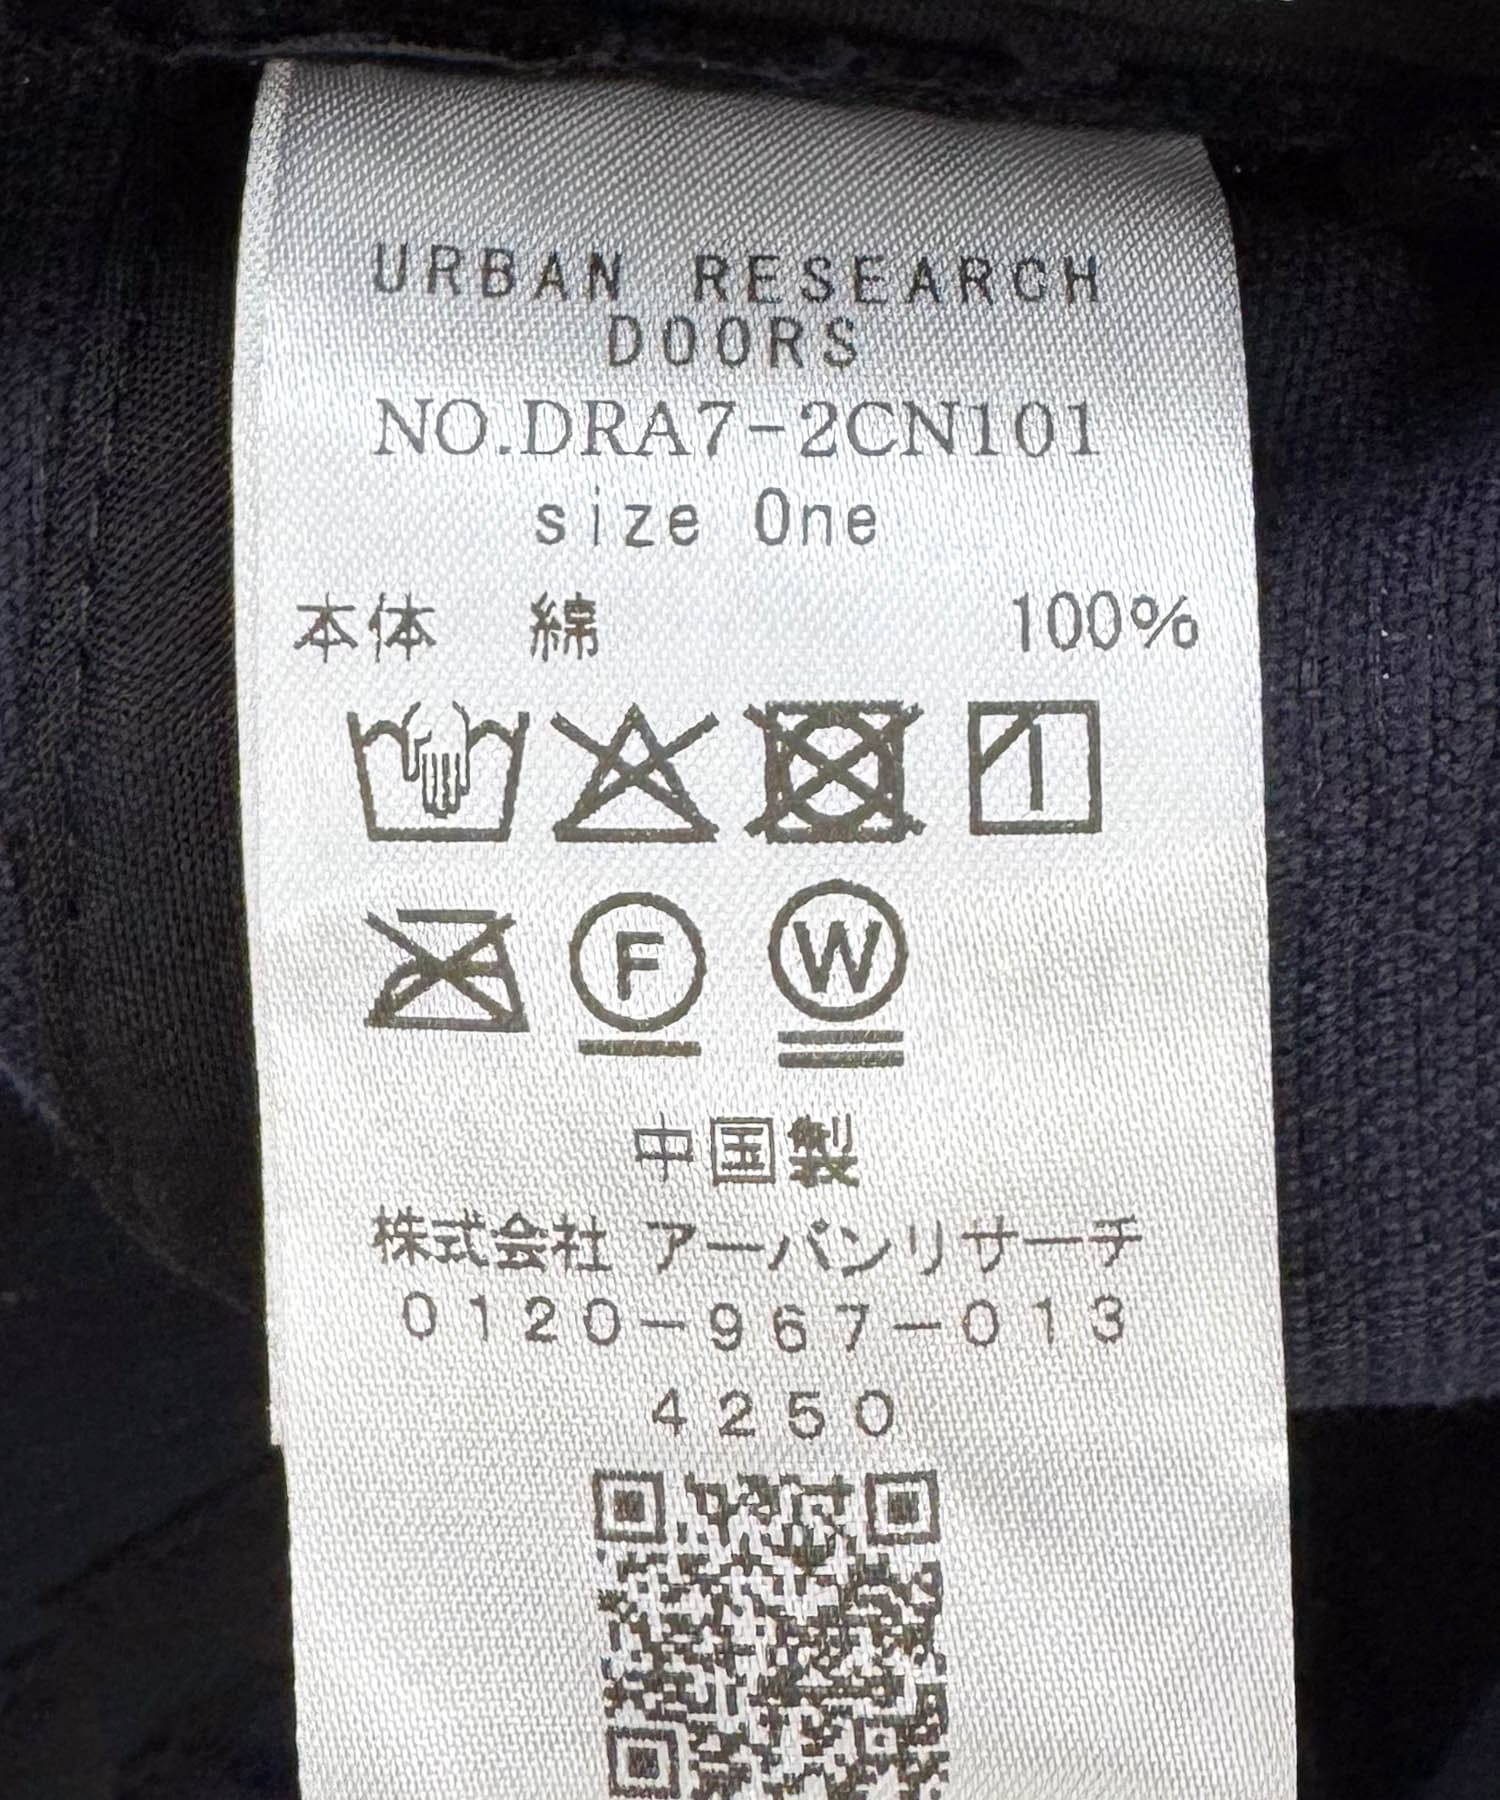 URBAN RESEARCH
DOORS
NO.DRA7-2CN101
size One
本体 綿 100%
F W
中国製
株式会社 アーバンリサーチ
0120-967-013
4250